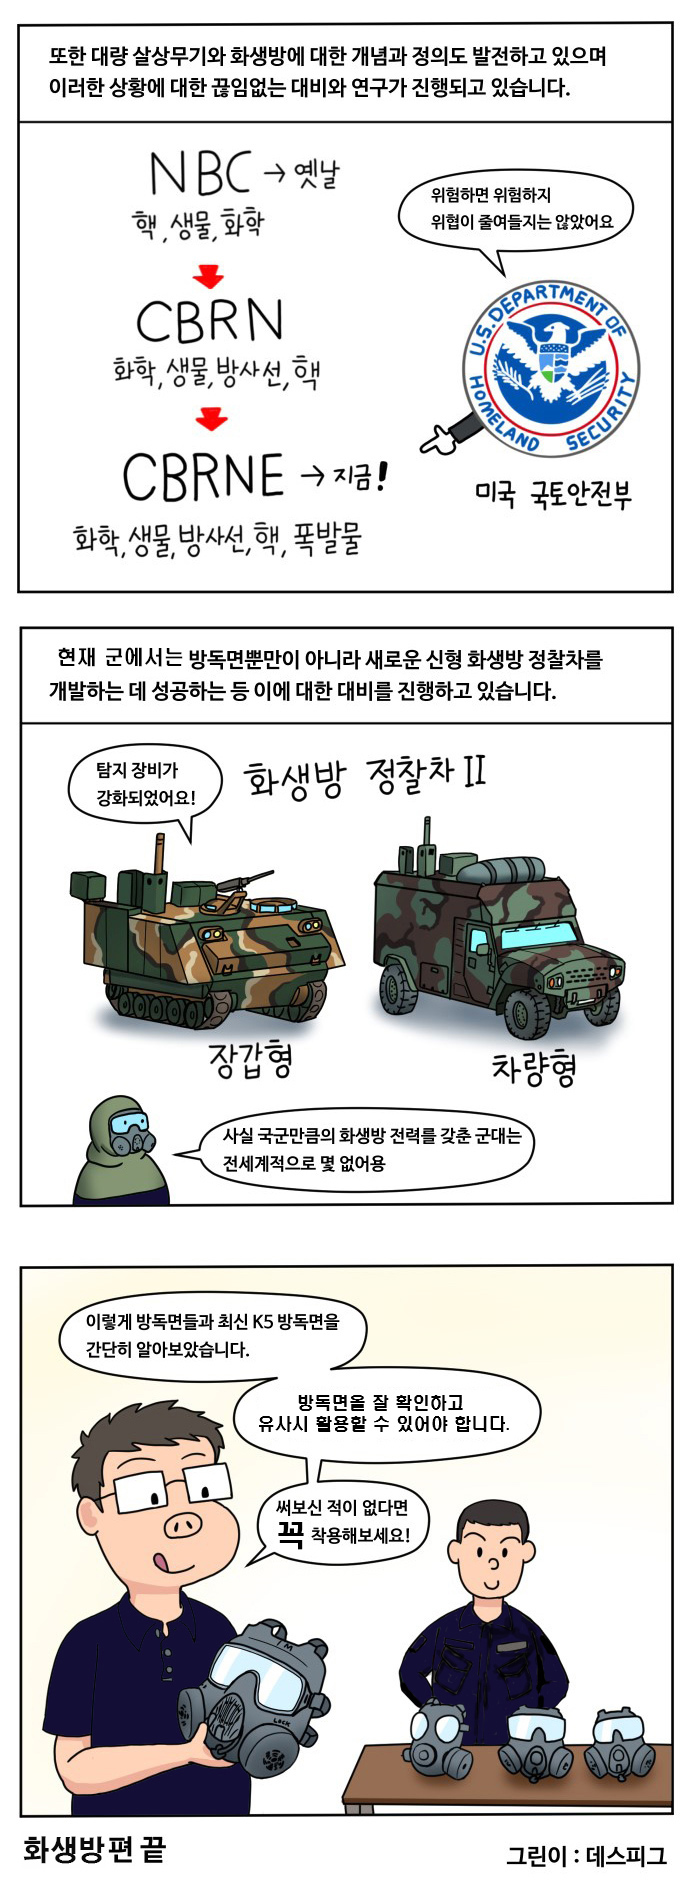 또한 대량 살상무기와 화생방에 대한 개념과 정의도 발전하고 있으며
이러한 상황에 대한 끊임없는 대비와 연구가 진행되고 있습니다.
NBC → 옛날
핵, 생물, 화학
위험하면 위험하지
위협이 줄여들지는 않았어요
CBRN
화학, 생물, 방사선, 핵
U.S. DEPARTMENT OF
HOMELAND SECURITY
CBRNE → 지금!
미국 국토안전부
화학, 생물, 방사선, 핵, 폭발물
현재 군에서는 방독면뿐만이 아니라 새로운 신형 화생방 정찰차를
개발하는 데 성공하는 등 이에 대한 대비를 진행하고 있습니다.
탐지 장비가
강화되었어요!
화생방 정찰차 II
장갑형
차량형
사실 국군만큼의 화생방 전력를 갖춘 군대는
전세계적으로 몇 없어용
이렇게 방독면들과 최신 K5 방독면을
간단히 알아보았습니다.
방독면을 잘 확인하고
유사시 활용할 수 있어야 합니다.
써보신 적이 없다면
꼭 착용해보세요!
M
LOCK
화생방편 끝
그린이 : 데스피그